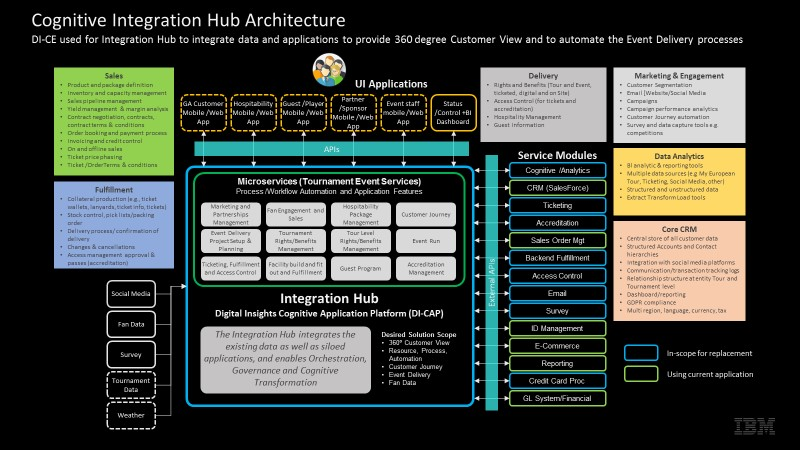 Cognitive Integration Hub Architecture
DI-CE used for Integration Hub to integrate data and applications to provide 360 degree Customer View and to automate the Event Delivery processes
Sales
• Product and package definition
• Inventory and capacity management
• Sales pipeline management
• Yield management & margin analysis
• Contract negotiation, contracts,
contract terms & conditions
• Order booking and payment process
• Invoicing and credit control
• On and offline sales
• Ticket price phasing
• Ticket /Order Terms & conditions
Fulfillment
• Collateral production (e.g., ticket
wallets, lanyards, ticket info, tickets)
• Stock control, pick lists/packing
order
• Delivery process/confirmation of
delivery
• Changes & cancellations
• Access management, approval &
passes (accreditation)
Social Media
Fan Data
Survey
Tournament
Data
Weather
UI Applications
GA Customer
Mobile /Web
App
Hospitability
Mobile /Web
App
Guest /Player
Mobile /Web
App
Partner
/Sponsor
Mobile /Web
App
Event staff
mobile/Web
App
Status
/Control +BI
Dashboard
APIs
Microservices (Tournament Event Services)
Process /Workflow Automation and Application Features
Marketing and
Partnerships
Management
Fan Engagement and
Sales
Hospitability
Package
Management
Customer Journey
Event Delivery
Project Setup &
Planning
Tournament
Rights/Benefits
Management
Tour Level
Rights/Benefits
Management
Event Run
Ticketing, Fulfillment
and Access Control
Facility build and fit
out and Fulfillment
Guest Program
Accreditation
Management
Integration Hub
Digital Insights Cognitive Application Platform (DI-CAP)
The Integration Hub integrates the
existing data as well as siloed
applications, and enables Orchestration,
Governance and Cognitive
Transformation
Desired Solution Scope
• 360º Customer View
• Resource, Process,
Automation
• Customer Journey
• Event Delivery
• Fan Data
External APIs
Delivery
• Rights & Benefits (Tour and Event,
ticketed, digital and on Site)
• Access Control (for tickets and
accreditation)
• Hospitality Management
• Guest information
Service Modules
Cognitive /Analytics
CRM (SalesForce)
Ticketing
Accreditation
Sales Order Mgt
Backend Fulfillment
Access Control
Email
Survey
ID Management
E-Commerce
Reporting
Credit Card Proc
GL System/Financial
Marketing & Engagement
• Customer Segmentation
• Email |Website/Social Media
• Campaigns
• Campaign performance analytics
• Customer Journey automation
• Survey and data capture tools e.g.
competitions
Data Analytics
• BI analytic & reporting tools
• Multiple data sources (e.g My European
Tour, Ticketing, Social Media, other)
• Structured and unstructured data
• Extract Transform Load tools
Core CRM
• Central store of all customer data
• Structured Accounts and Contact
hierarchies
• Integration with social media platforms
• Communication/transaction tracking logs
• Relationship structure at entity Tour and
Tournament level
• Dashboard/reporting
• GDPR compliance
• Multi region, language, currency, tax
In-scope for replacement
Using current application
IBM